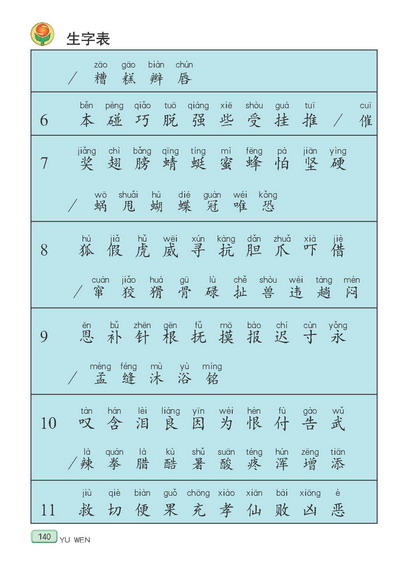 生字表
zāo gāo biàn chún
/ 糟 糕 辫 唇
běn pèng qiǎo tuō qiáng xiē shòu guà tuī cuī
6 本 碰 巧 脱 强 些 受 挂 推 / 催
jiǎng chì bǎng qīng tíng mì fēng pà jiān yìng
7 奖 翅 膀 蜻 蜓 蜜 蜂 怕 坚 硬
wō shuǎi hú dié guàn wéi kǒng
/ 蜗 甩 蝴 蝶 冠 唯 恐
hú jiǎ hǔ wēi xún kàng dǎn zhuǎ xià jiè
8 狐 假 虎 威 寻 抗 胆 爪 吓 借
cuàn jiǎo huá gǔ lù chě shòu wéi tàng mèn
/ 窜 狡 猾 骨 碌 扯 兽 违 趟 闷
ēn bǔ zhēn gēn fǔ mō bào chí cùn yǒng
9 恩 补 针 根 抚 摸 报 迟 寸 永
mèng féng mù yù míng
/ 孟 缝 沐 浴 铭
tàn hán lèi liáng yīn wèi hèn fù gào wǔ
10 叹 含 泪 良 因 为 恨 付 告 武
là quán là kù shǔ suān téng hún zēng tiān
/ 辣 拳 腊 酷 暑 酸 疼 浑 增 添
jiù qiē biàn guǒ chōng xiào xiān bài xiōng è
11 救 切 便 果 充 孝 仙 败 凶 恶
140 YU WEN